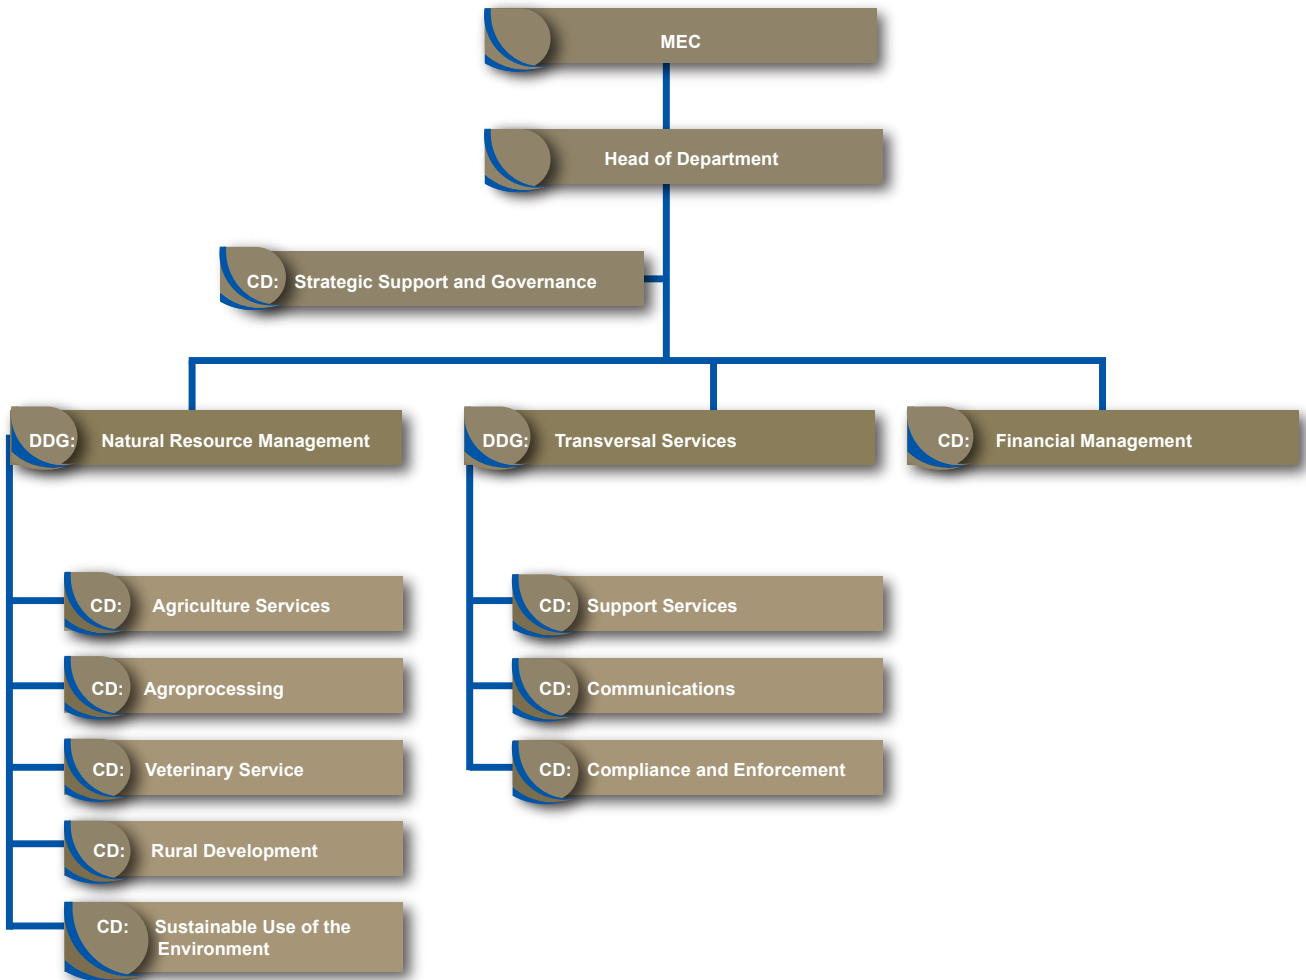 MEC
Head of Department
CD: Strategic Support and Governance
DDG: Natural Resource Management
DDG: Transversal Services
CD: Financial Management
CD: Agriculture Services
CD: Agroprocessing
CD: Veterinary Service
CD: Rural Development
CD: Sustainable Use of the
Environment
CD: Support Services
CD: Communications
CD: Compliance and Enforcement